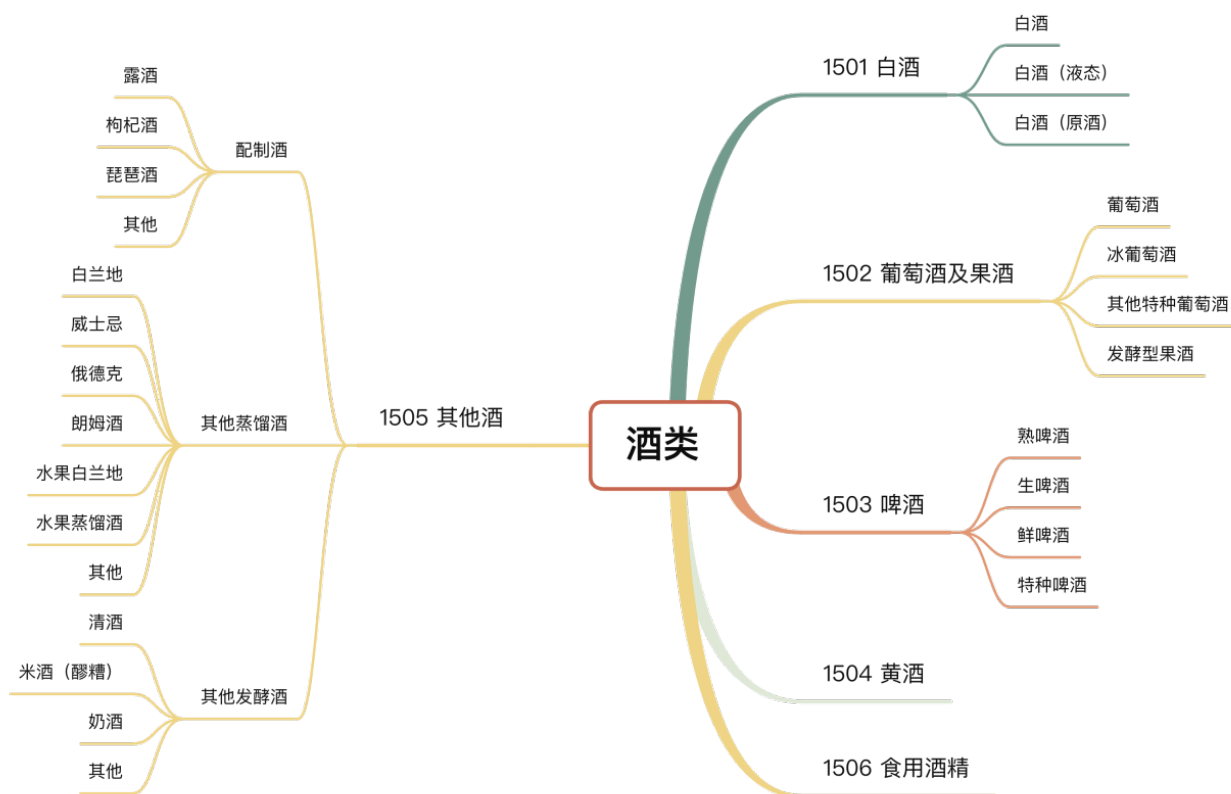 酒类
1501 白酒
白酒
白酒（液态）
白酒（原酒）
1502 葡萄酒及果酒
葡萄酒
冰葡萄酒
其他特种葡萄酒
发酵型果酒
1503 啤酒
熟啤酒
生啤酒
鲜啤酒
特种啤酒
1504 黄酒
1506 食用酒精
1505 其他酒
配制酒
露酒
枸杞酒
琵琶酒
其他
其他蒸馏酒
白兰地
威士忌
俄德克
朗姆酒
水果白兰地
水果蒸馏酒
其他
其他发酵酒
清酒
米酒（醪糟）
奶酒
其他